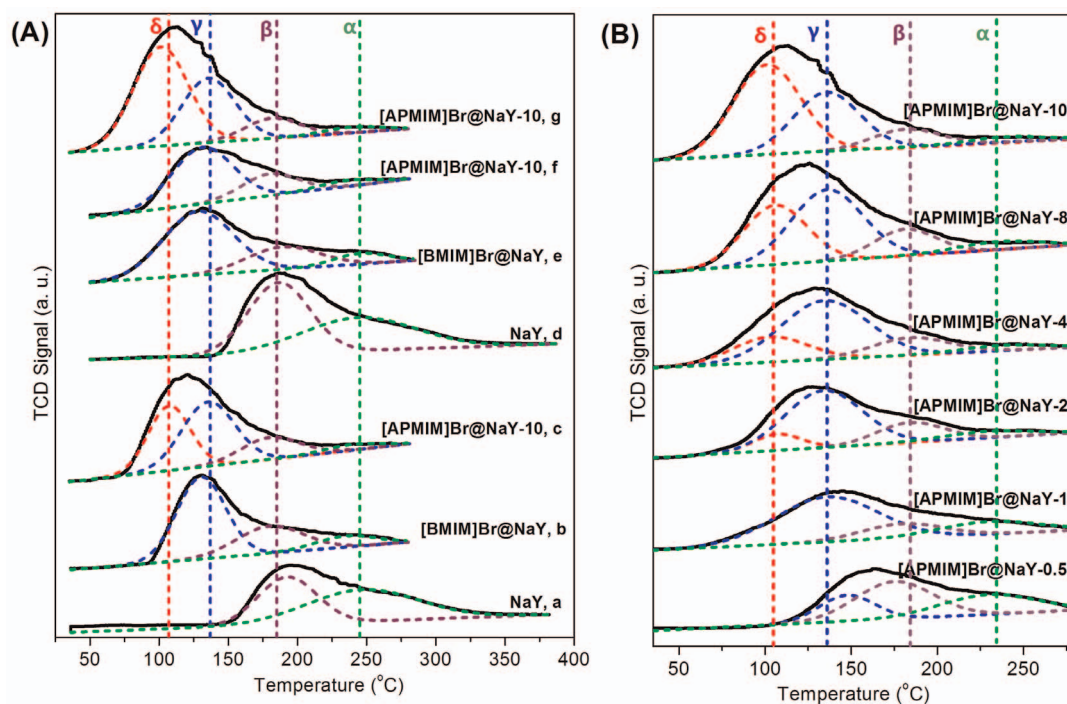 (A)
δ γ β α
[APMIM]Br@NaY-10, g
[APMIM]Br@NaY-10, f
[BMIM]Br@NaY, e
NaY, d
[APMIM]Br@NaY-10, c
[BMIM]Br@NaY, b
NaY, a
TCD Signal (a. u.)
50 100 150 200 250 300 350 400
Temperature (°C)
(B)
δ γ β α
[APMIM]Br@NaY-10
[APMIM]Br@NaY-8
[APMIM]Br@NaY-4
[APMIM]Br@NaY-2
[APMIM]Br@NaY-1
[APMIM]Br@NaY-0.5
TCD Signal (a. u.)
50 100 150 200 250
Temperature (°C)